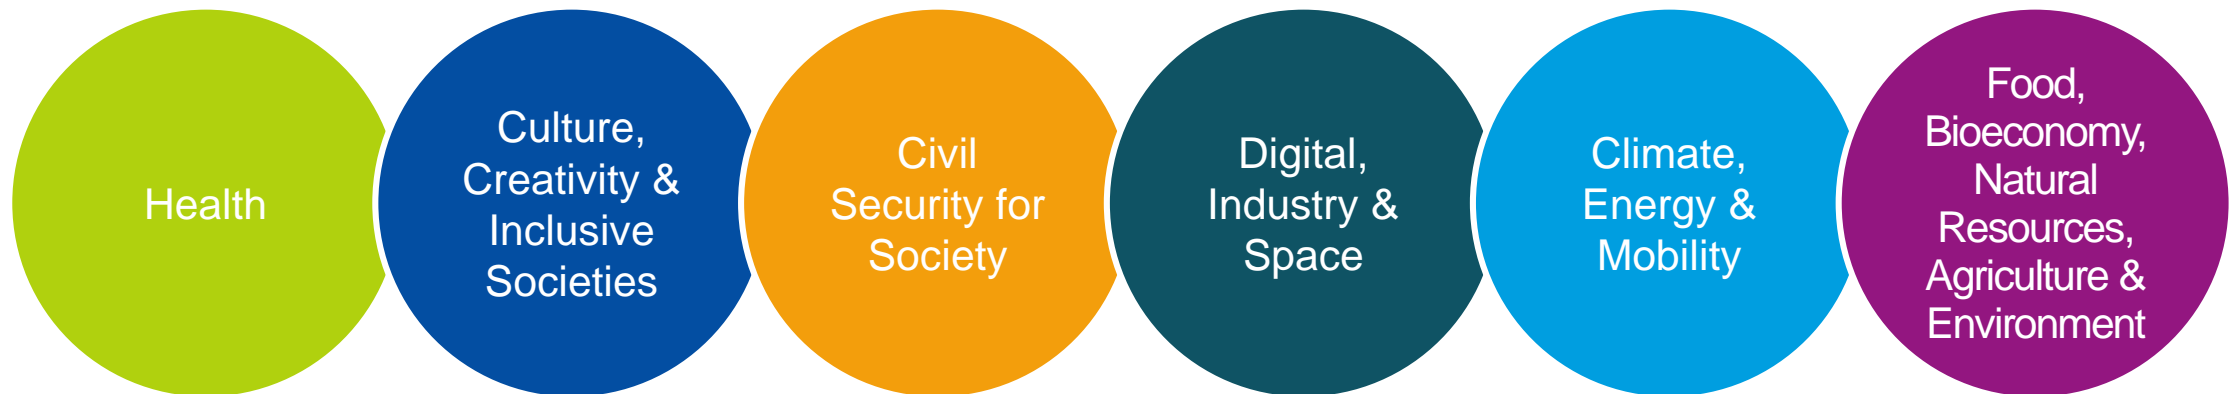 Health
Culture,
Creativity &
Inclusive
Societies
Civil
Security for
Society
Digital,
Industry &
Space
Climate,
Energy &
Mobility
Food,
Bioeconomy,
Natural
Resources,
Agriculture &
Environment